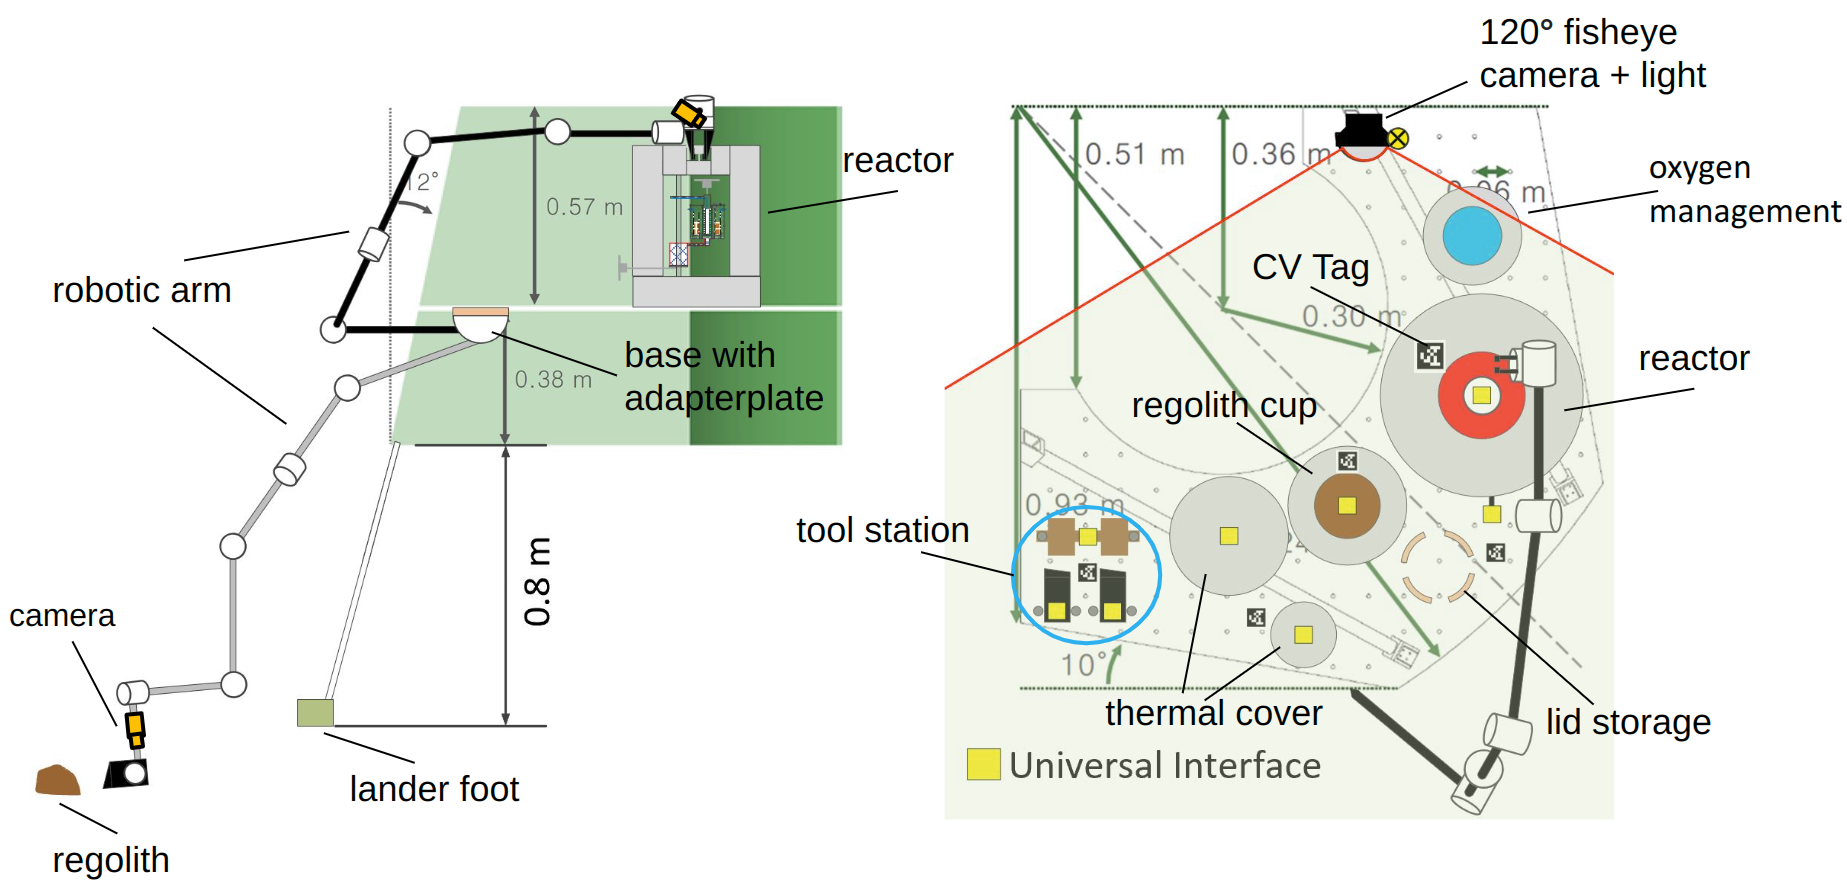 120° fisheye
camera + light
reactor
12°
0.57 m
robotic arm
base with
adapterplate
0.38 m
0.8 m
camera
lander foot
regolith
0.51 m
0.36 m
oxygen
management
CV Tag
0.30 m
reactor
regolith cup
0.93 m
tool station
10°
thermal cover
lid storage
Universal Interface